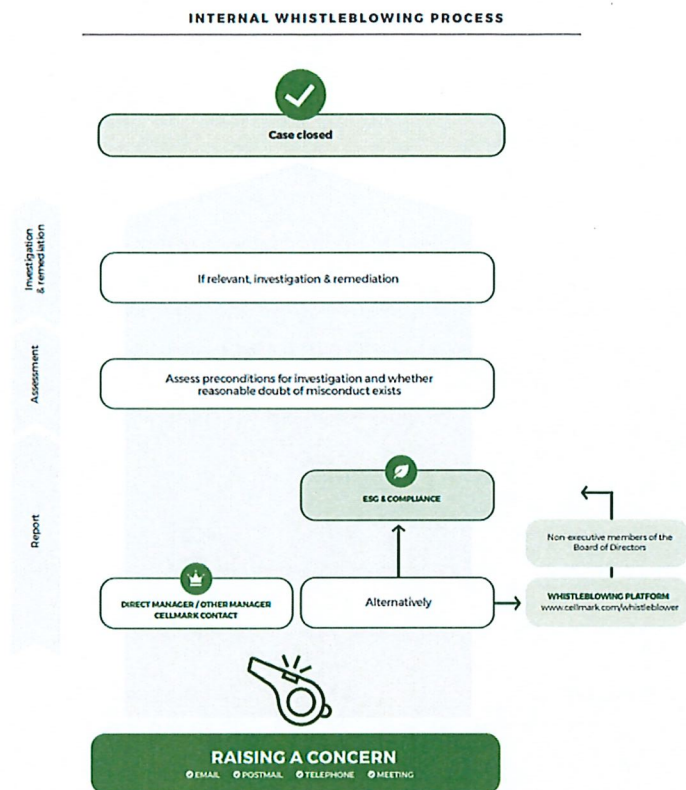 INTERNAL WHISTLEBLOWING PROCESS
Case closed
Investigation
& remediation
If relevant, investigation & remediation
Assessment
Assess preconditions for investigation and whether
reasonable doubt of misconduct exists
Report
ESG & COMPLIANCE
Non-executive members of the
Board of Directors
DIRECT MANAGER / OTHER MANAGER
CELLMARK CONTACT
Alternatively
WHISTLEBLOWING PLATFORM
www.cellmark.com/whistleblower
RAISING A CONCERN
EMAIL POSTMAIL TELEPHONE MEETING